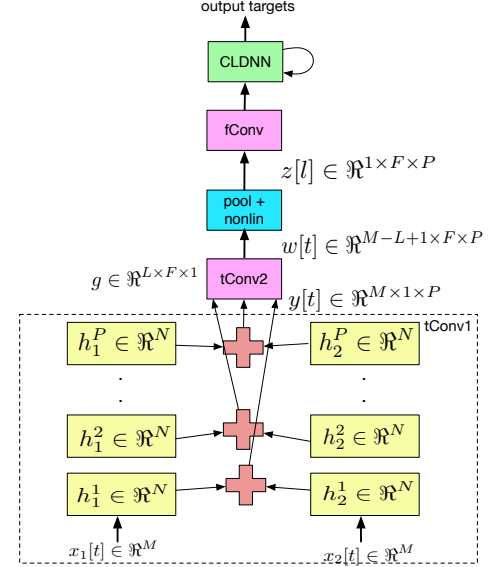 output targets
CLDNN
fConv
z[l] ∈ ℜ^{1×F×P}
pool +
nonlin
w[t] ∈ ℜ^{M−L+1×F×P}
g ∈ ℜ^{L×F×1}
tConv2
y[t] ∈ ℜ^{M×1×P}
tConv1
h_1^P ∈ ℜ^N
h_2^P ∈ ℜ^N
. .
. .
h_1^2 ∈ ℜ^N
h_2^2 ∈ ℜ^N
h_1^1 ∈ ℜ^N
h_2^1 ∈ ℜ^N
x_1[t] ∈ ℜ^M
x_2[t] ∈ ℜ^M